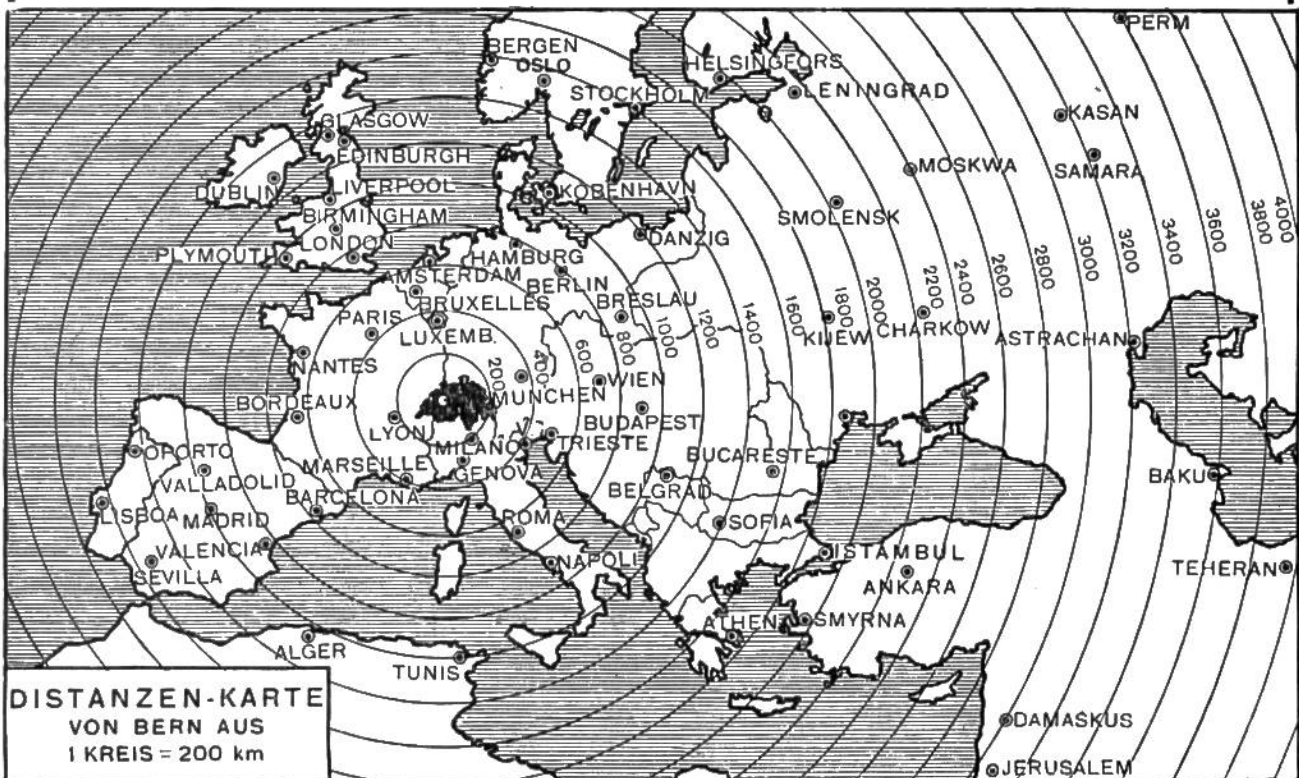 PERM
BERGEN
OSLO
HELSINGFORS
STOCKHOLM
LENINGRAD
KASAN
GLASGOW
EDINBURGH
MOSKWA
SAMARA
DUBLIN
LIVERPOOL
KÖBENHAVN
BIRMINGHAM
SMOLENSK
LONDON
DANZIG
PLYMOUTH
HAMBURG
AMSTERDAM
BERLIN
BRUXELLES
BRESLAU
PARIS
LUXEMB.
KIJEW
CHARKOW
ASTRACHAN
200
400
600
800
1000
1200
1400
1600
1800
2000
2200
2400
2600
2800
3000
3200
3400
3600
3800
4000
NANTES
MÜNCHEN
WIEN
BORDEAUX
LYON
BUDAPEST
MILANO
TRIESTE
OPORTO
MARSEILLE
GENOVA
BUCARESTE
VALLADOLID
BARCELONA
BELGRAD
BAKU
LISBOA
MADRID
ROMA
SOFIA
VALENCIA
NAPOLI
ISTAMBUL
SEVILLA
ANKARA
TEHERAN
ATHEN
SMYRNA
ALGER
TUNIS
DISTANZEN-KARTE
VON BERN AUS
1 KREIS = 200 km
DAMASKUS
JERUSALEM